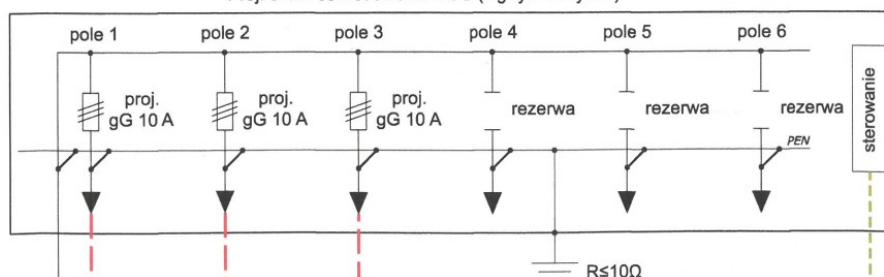 pole 1 pole 2 pole 3 pole 4 pole 5 pole 6
proj. gG 10 A
proj. gG 10 A
proj. gG 10 A
rezerwa
rezerwa
rezerwa
PEN
sterowanie
R≤10Ω